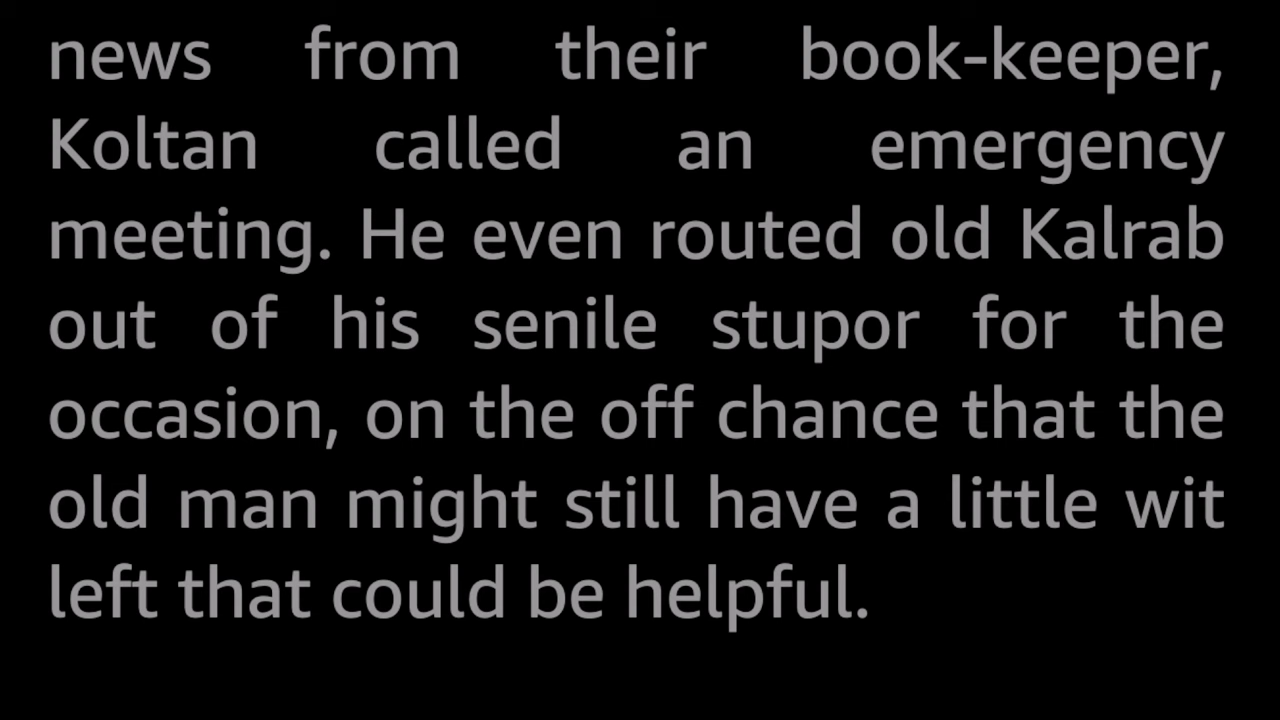 news from their book-keeper,
Koltan called an emergency
meeting. He even routed old Kalrab
out of his senile stupor for the
occasion, on the off chance that the
old man might still have a little wit
left that could be helpful.